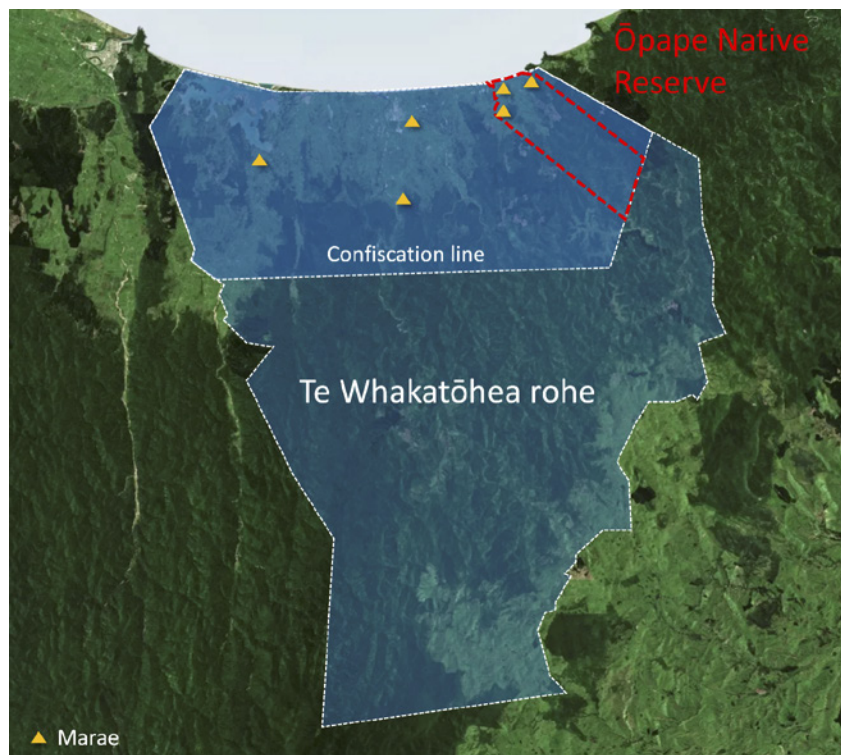 Ōpape Native
Reserve
Confiscation line
Te Whakatōhea rohe
Marae